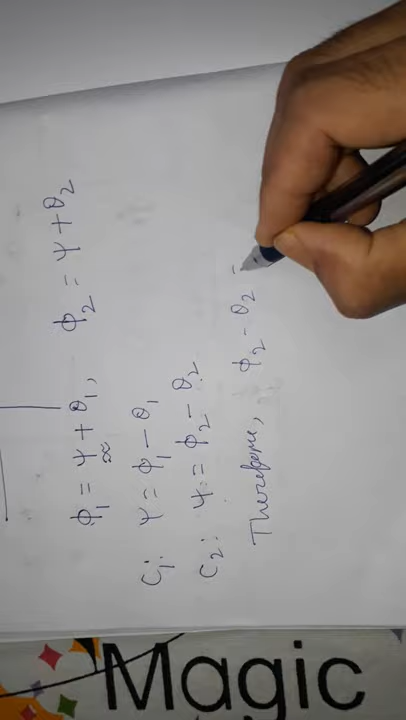 ϕ₁ = ψ + θ₁, ϕ₂ = ψ + θ₂
C₁: ψ = ϕ₁ − θ₁
C₂: ψ = ϕ₂ − θ₂
Therefore, ϕ₂ − θ₂ =
Magic